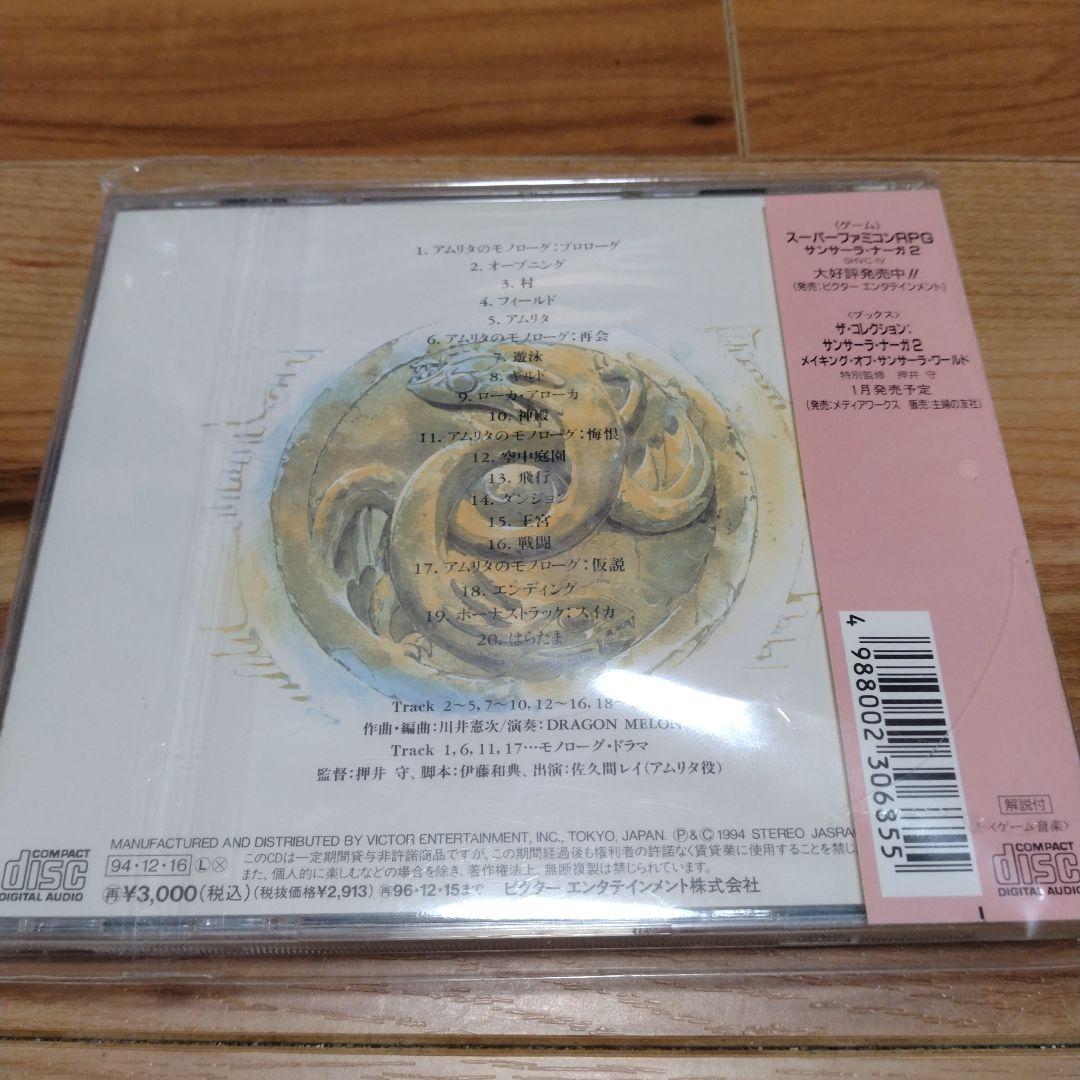 1. アムリタのモノローグ：プロローグ
2. オープニング
3. 村
4. フィールド
5. アムリタ
6. アムリタのモノローグ：再会
7. 遊泳
8. ギルド
9. ローカ・アローカ
10. 神殿
11. アムリタのモノローグ：悔恨
12. 空中庭園
13. 飛行
14. ダンジョン
15. 王宮
16. 戦闘
17. アムリタのモノローグ：仮説
18. エンディング
19. ボーナストラック：スイカ
20. はらたま
Track 2〜5, 7〜10, 12〜16, 18〜
作曲・編曲：川井憲次/演奏：DRAGON MELON
Track 1, 6, 11, 17…モノローグ・ドラマ
監督：押井 守、脚本：伊藤和典、出演：佐久間レイ（アムリタ役）
MANUFACTURED AND DISTRIBUTED BY VICTOR ENTERTAINMENT, INC., TOKYO, JAPAN. Ⓟ&Ⓒ 1994 STEREO JASRA
COMPACT disc DIGITAL AUDIO
94・12・16 Ⓛ ⓧ
このCDは一定期間貸与非許諾商品ですが、この期間経過後も権利者の許諾なく賃貸業に使用することを禁じ
また、個人的に楽しむなどの場合を除き、著作権法上、無断複製は禁じられています。
再¥3,000(税込)(税抜価格¥2,913) 再96・12・15まで ビクター エンタテインメント株式会社
〈ゲーム〉
スーパーファミコンRPG
サンサーラ・ナーガ2
SHVC-IV
大好評発売中!!
(発売：ビクター エンタテインメント)
〈ブックス〉
ザ・コレクション：
サンサーラ・ナーガ2
メイキング・オブ・サンサーラ・ワールド
特別監修 押井 守
1月発売予定
(発売：メディアワークス 販売：主婦の友社)
4 988002 306855
解説付
〈ゲーム音楽〉
COMPACT disc DIGITAL AUDIO